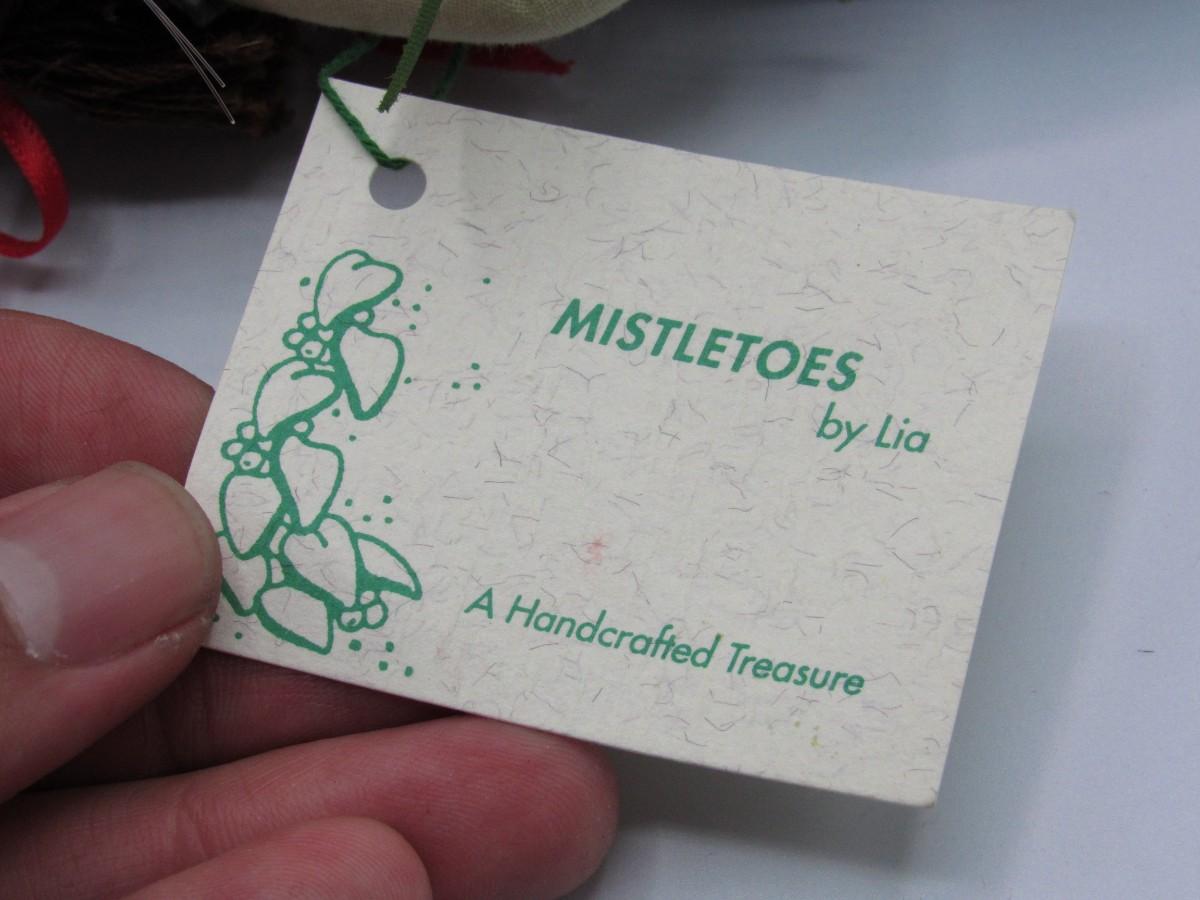 MISTLETOES
by Lia
A Handcrafted Treasure